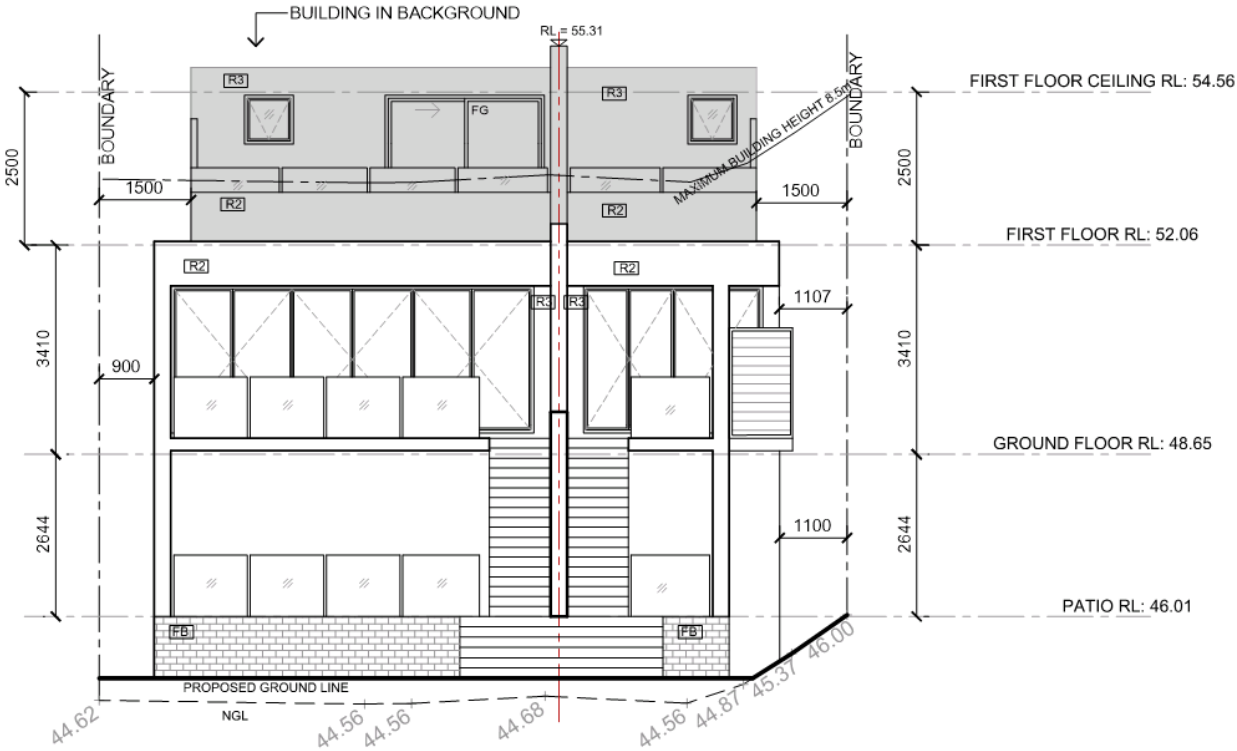 BUILDING IN BACKGROUND
RL = 55.31
BOUNDARY
BOUNDARY
R3
R3
FG
FIRST FLOOR CEILING RL: 54.56
MAXIMUM BUILDING HEIGHT 8.5m
2500
2500
1500
1500
R2
R2
FIRST FLOOR RL: 52.06
R2
R2
R3
R3
1107
3410
3410
900
GROUND FLOOR RL: 48.65
2644
2644
1100
PATIO RL: 46.01
FB
FB
PROPOSED GROUND LINE
NGL
44.62
44.56
44.56
44.68
44.56
44.87
45.37
46.00